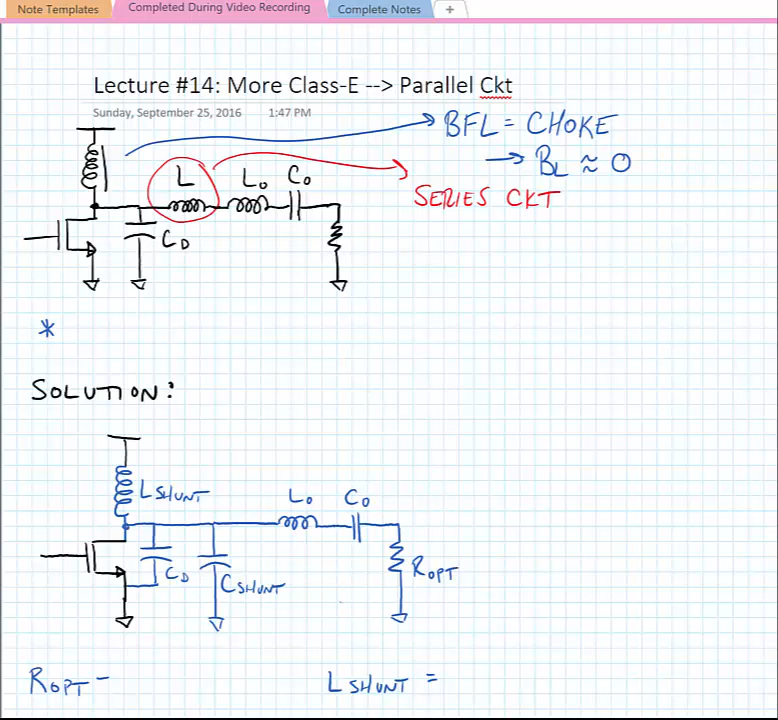 Note Templates
Completed During Video Recording
Complete Notes
+
Lecture #14: More Class-E --> Parallel Ckt
Sunday, September 25, 2016 1:47 PM
BFL = CHOKE
→ BL ≈ 0
SERIES CKT
L
Lo
Co
CD
*
SOLUTION:
LSHUNT
Lo
Co
CD
CSHUNT
ROPT
ROPT -
LSHUNT =